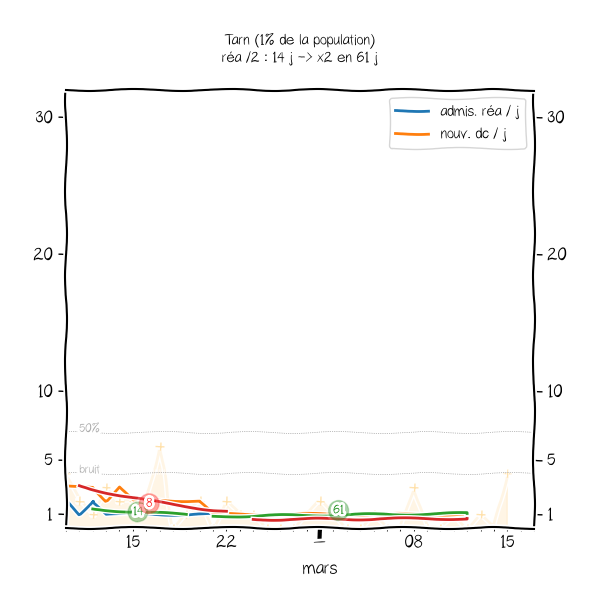 Tarn (1% de la population)
réa /2 : 14 j -> x2 en 61 j
admis. réa / j
nouv. dc / j
30 30
20 20
10 10
50%
5 5
bruit
8
14 61
1 1
15 22 1 08 15
mars